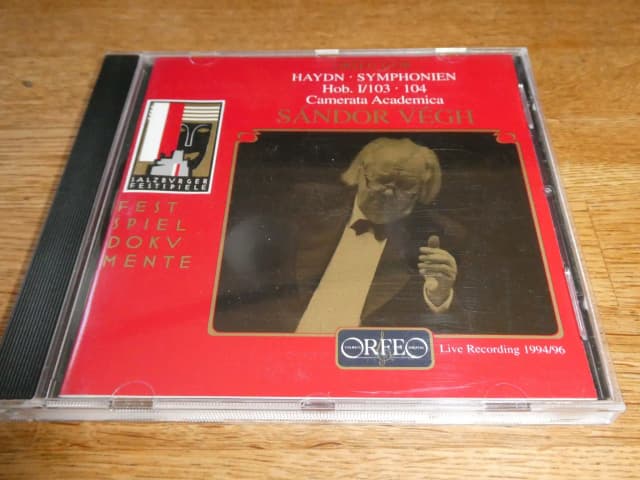 HAYDN · SYMPHONIEN
Hob. I/103 · 104
Camerata Academica
SÁNDOR VÉGH
SALZBURGER
FESTSPIELE
FEST
SPIEL
DOKU
MENTE
ORFEO
Live Recording 1994/96